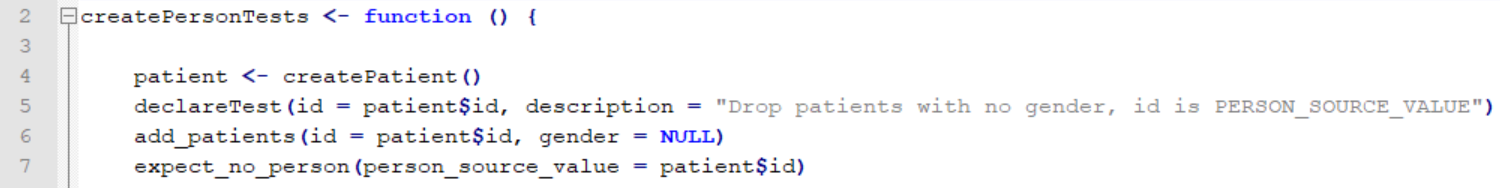 2 createPersonTests <- function () {
3
4 patient <- createPatient()
5 declareTest(id = patient$id, description = "Drop patients with no gender, id is PERSON_SOURCE_VALUE")
6 add_patients(id = patient$id, gender = NULL)
7 expect_no_person(person_source_value = patient$id)